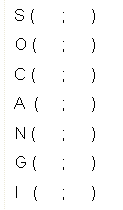 S (     ;     )
O (     ;     )
C (     ;     )
A (     ;     )
N (     ;     )
G (     ;     )
I (     ;     )